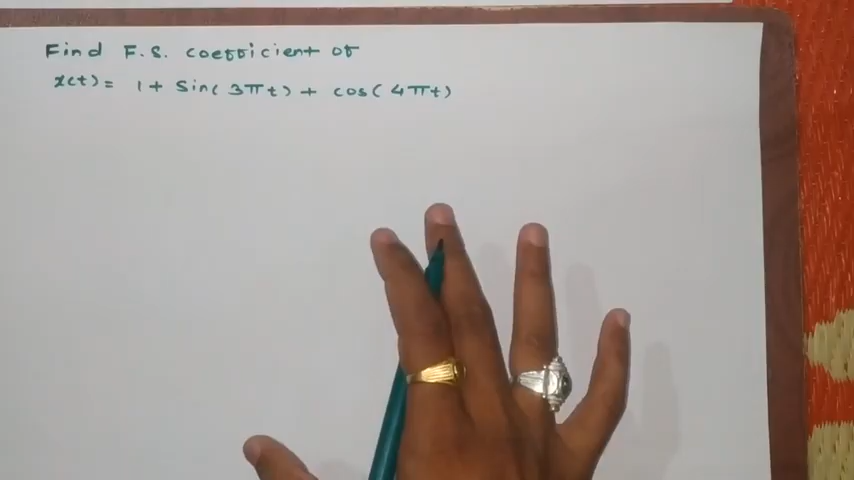 Find F.S. coefficient of
x(t) = 1 + sin( 3πt) + cos( 4πt)